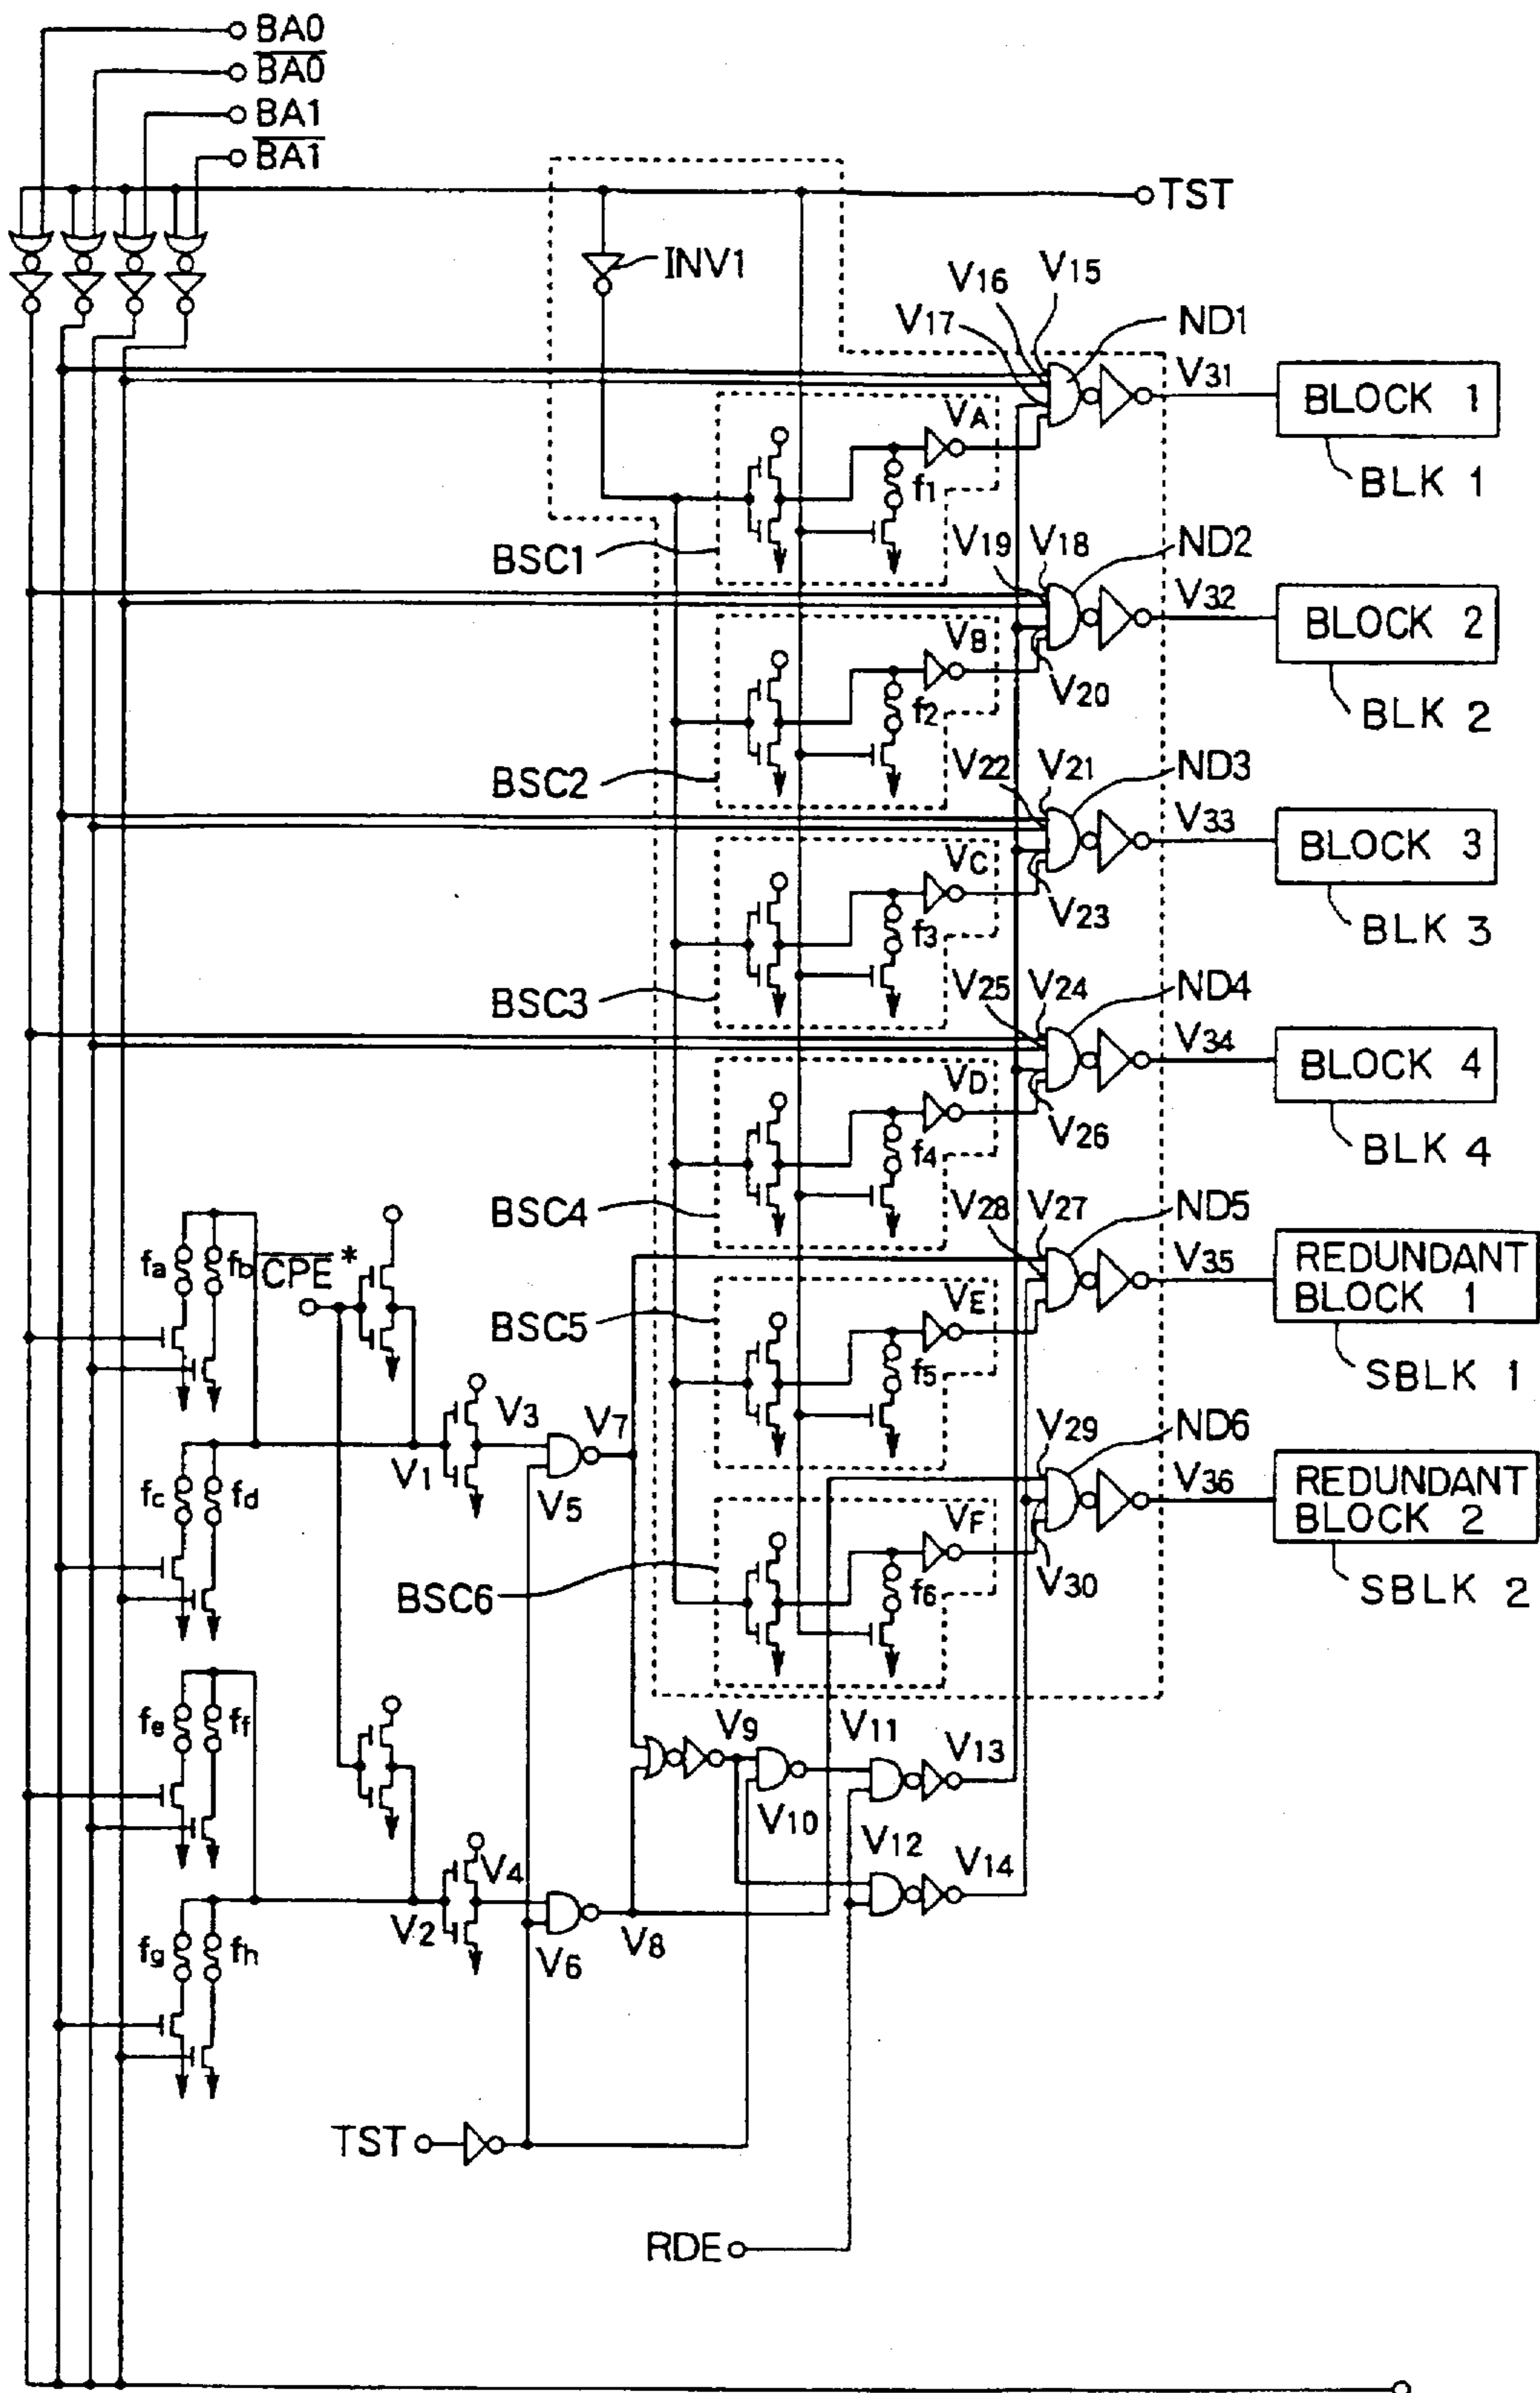 BA0
B̅A̅0̅
BA1
B̅A̅1̅
TST
INV1
V15
V16
V17
ND1
V31
BLOCK 1
BLK 1
VA
f1
BSC1
V19
V18
ND2
V32
BLOCK 2
BLK 2
VB
f2
V20
BSC2
V22
V21
ND3
V33
BLOCK 3
BLK 3
VC
f3
V23
BSC3
V25
V24
ND4
V34
BLOCK 4
BLK 4
VD
f4
V26
BSC4
V28
V27
ND5
V35
REDUNDANT
BLOCK 1
SBLK 1
fa
fb
C̅P̅E̅*
VE
f5
BSC5
V3
V7
V1
V5
fc
fd
V29
ND6
V36
REDUNDANT
BLOCK 2
SBLK 2
VF
f6
V30
BSC6
fe
ff
V9
V11
V13
V10
V12
V14
V4
V2
V6
V8
fg
fh
TST
RDE